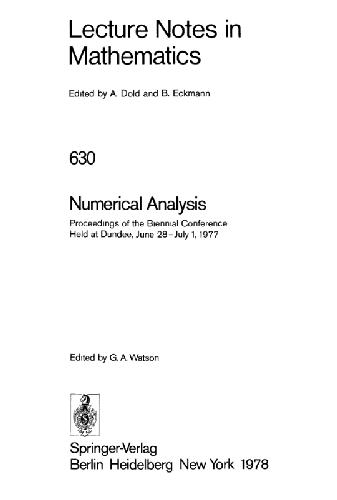 Lecture Notes in
Mathematics
Edited by A. Dold and B. Eckmann
630
Numerical Analysis
Proceedings of the Biennial Conference
Held at Dundee, June 28–July 1, 1977
Edited by G. A. Watson
Springer-Verlag
Berlin Heidelberg New York 1978